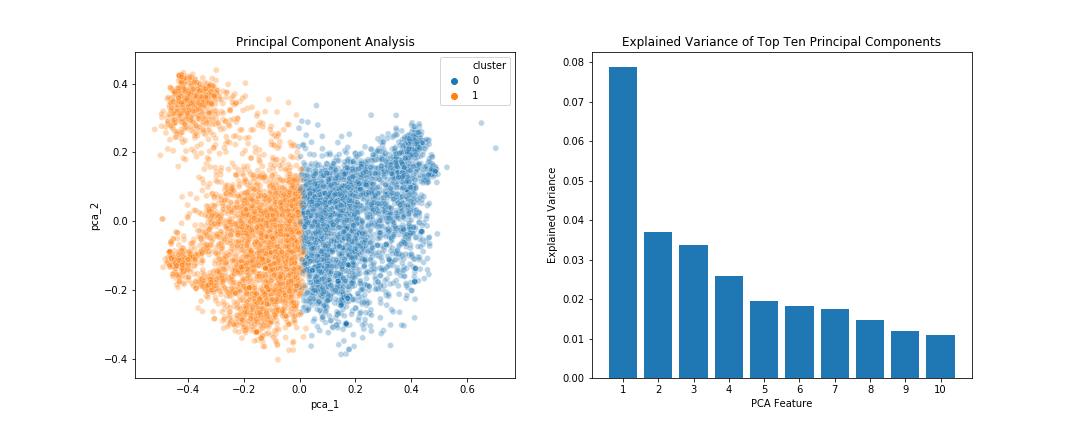 Principal Component Analysis
cluster
0
1
0.4
0.2
0.0
−0.2
−0.4
pca_2
−0.4 −0.2 0.0 0.2 0.4 0.6
pca_1
Explained Variance of Top Ten Principal Components
0.08
0.07
0.06
0.05
0.04
0.03
0.02
0.01
0.00
Explained Variance
1 2 3 4 5 6 7 8 9 10
PCA Feature